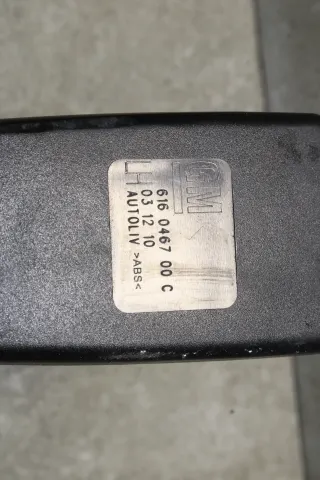 GM
LH
616 0467 00 C
03 12 10
AUTOLIV >ABS<